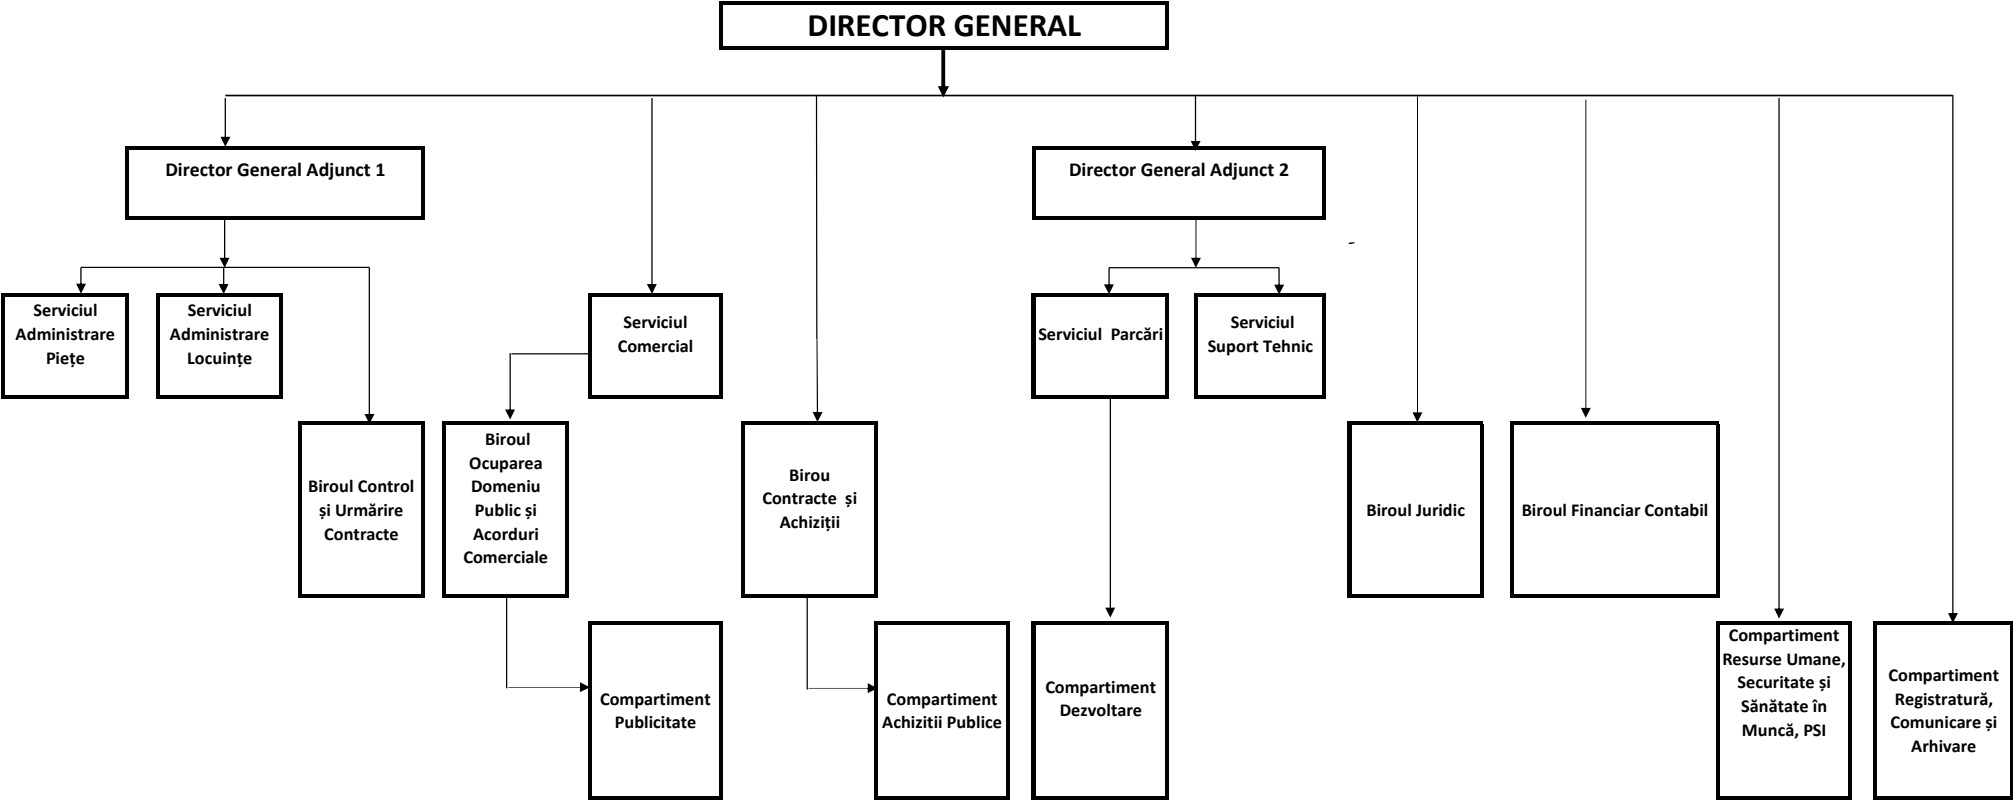 DIRECTOR GENERAL
Director General Adjunct 1
Director General Adjunct 2
-
Serviciul
Administrare
Piețe
Serviciul
Administrare
Locuințe
Serviciul
Comercial
Serviciul  Parcări
Serviciul
Suport Tehnic
Biroul Control
și Urmărire
Contracte
Biroul
Ocuparea
Domeniu
Public și
Acorduri
Comerciale
Birou
Contracte  și
Achiziții
Biroul Juridic
Biroul Financiar Contabil
Compartiment
Publicitate
Compartiment
Achizitii Publice
Compartiment
Dezvoltare
Compartiment
Resurse Umane,
Securitate și
Sănătate în
Muncă, PSI
Compartiment
Registratură,
Comunicare și
Arhivare